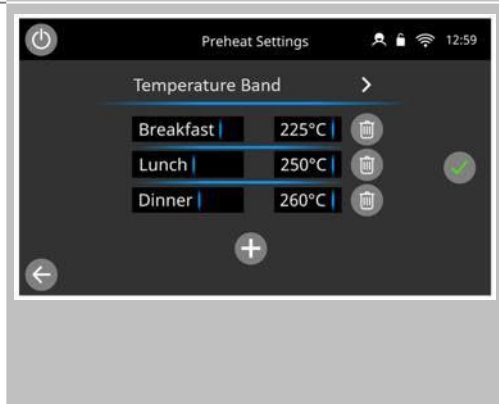 Preheat Settings 12:59
Temperature Band
Breakfast 225°C
Lunch 250°C
Dinner 260°C